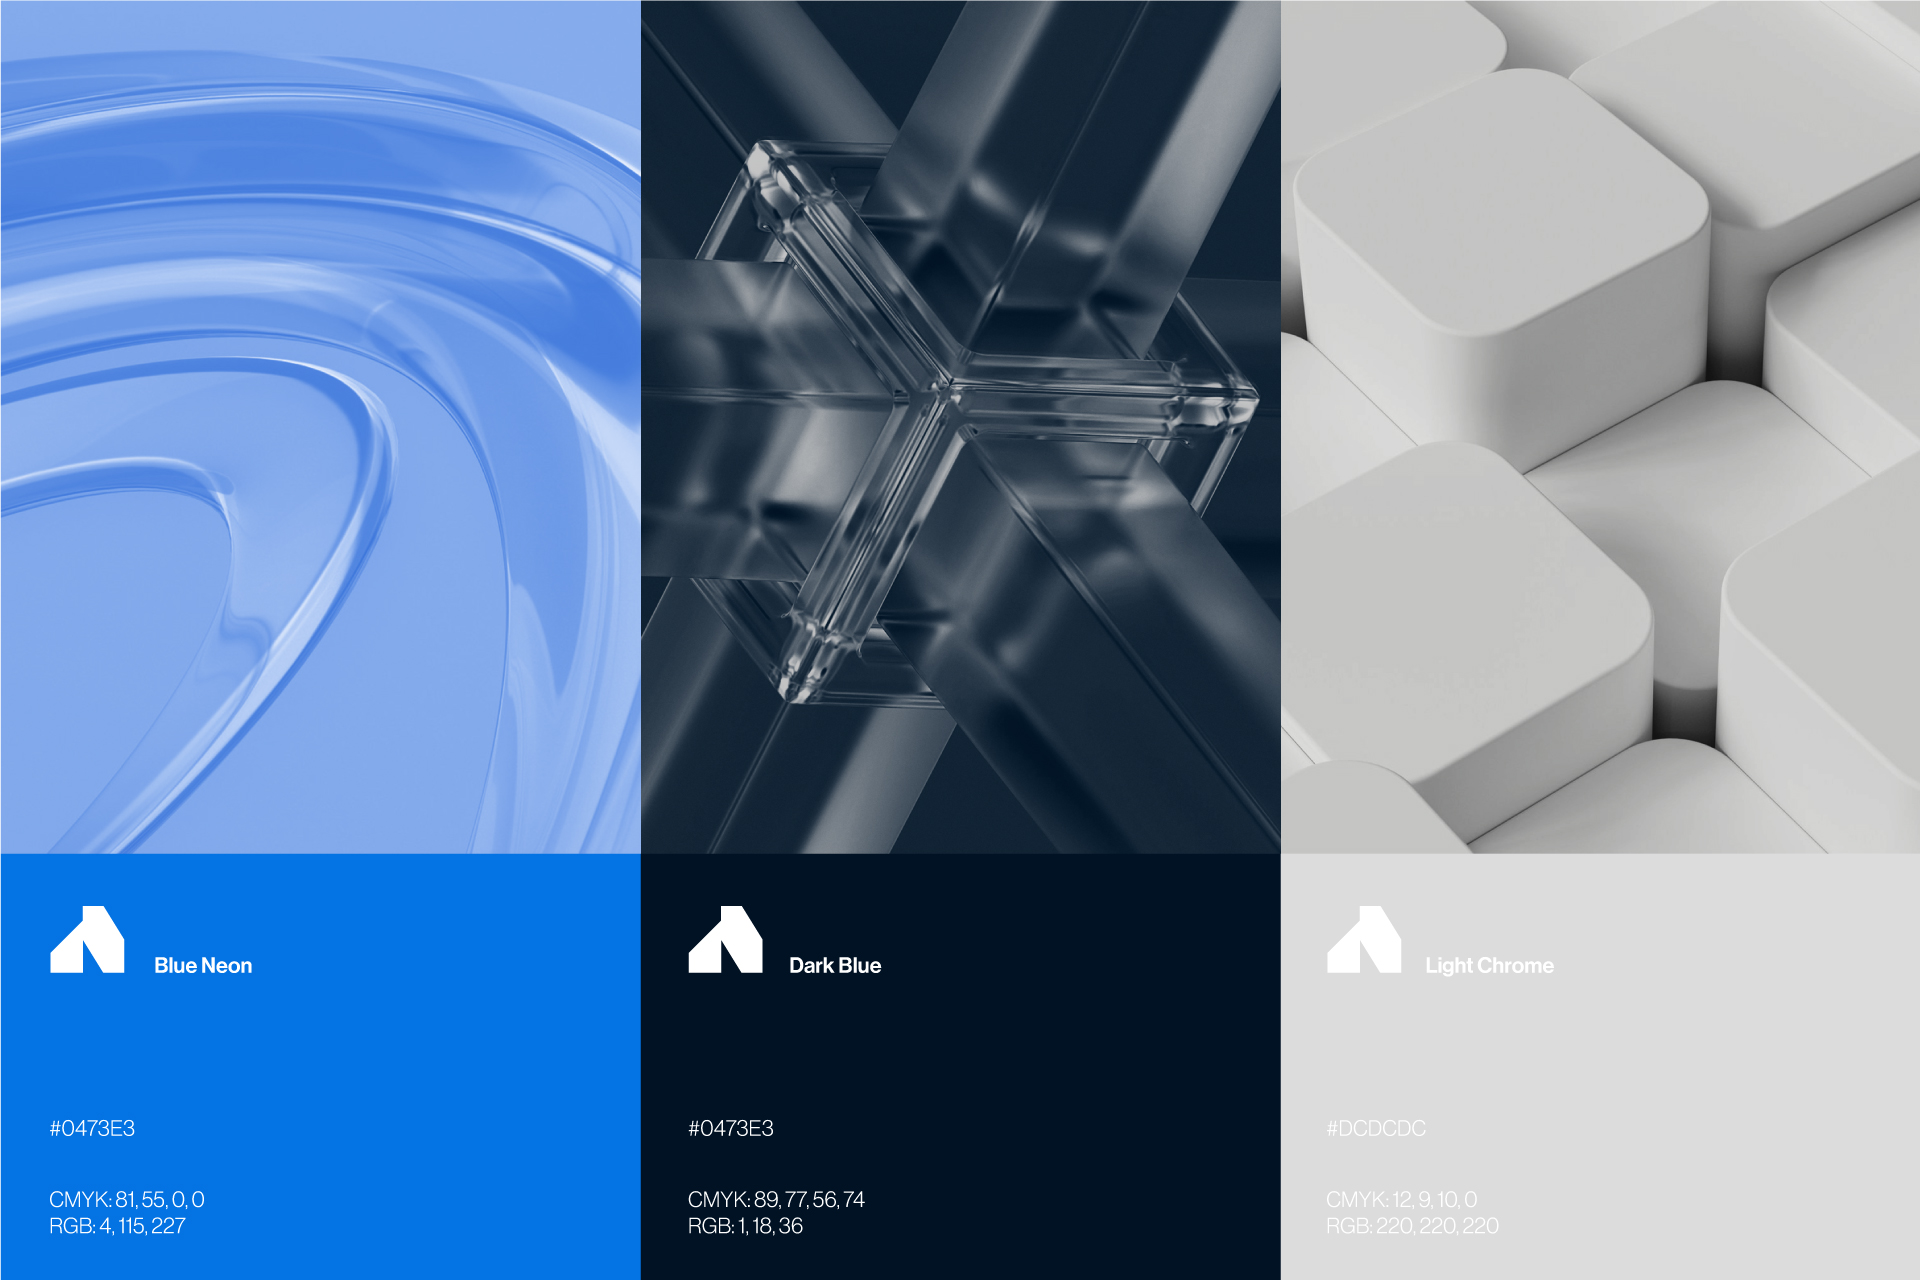 Blue Neon
#0473E3
CMYK: 81, 55, 0, 0
RGB: 4, 115, 227
Dark Blue
#0473E3
CMYK: 89, 77, 56, 74
RGB: 1, 18, 36
Light Chrome
#DCDCDC
CMYK: 12, 9, 10, 0
RGB: 220, 220, 220